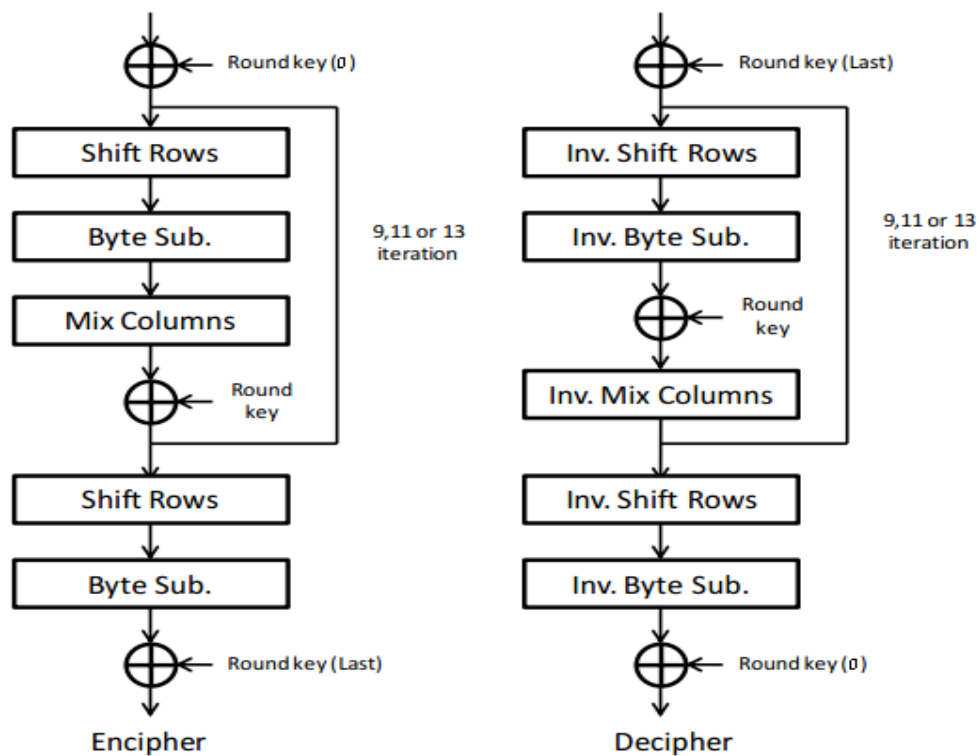 Round key (0)
Shift Rows
Byte Sub.
Mix Columns
Round
key
9,11 or 13
iteration
Shift Rows
Byte Sub.
Round key (Last)
Encipher
Round key (Last)
Inv. Shift Rows
Inv. Byte Sub.
Round
key
Inv. Mix Columns
9,11 or 13
iteration
Inv. Shift Rows
Inv. Byte Sub.
Round key (0)
Decipher